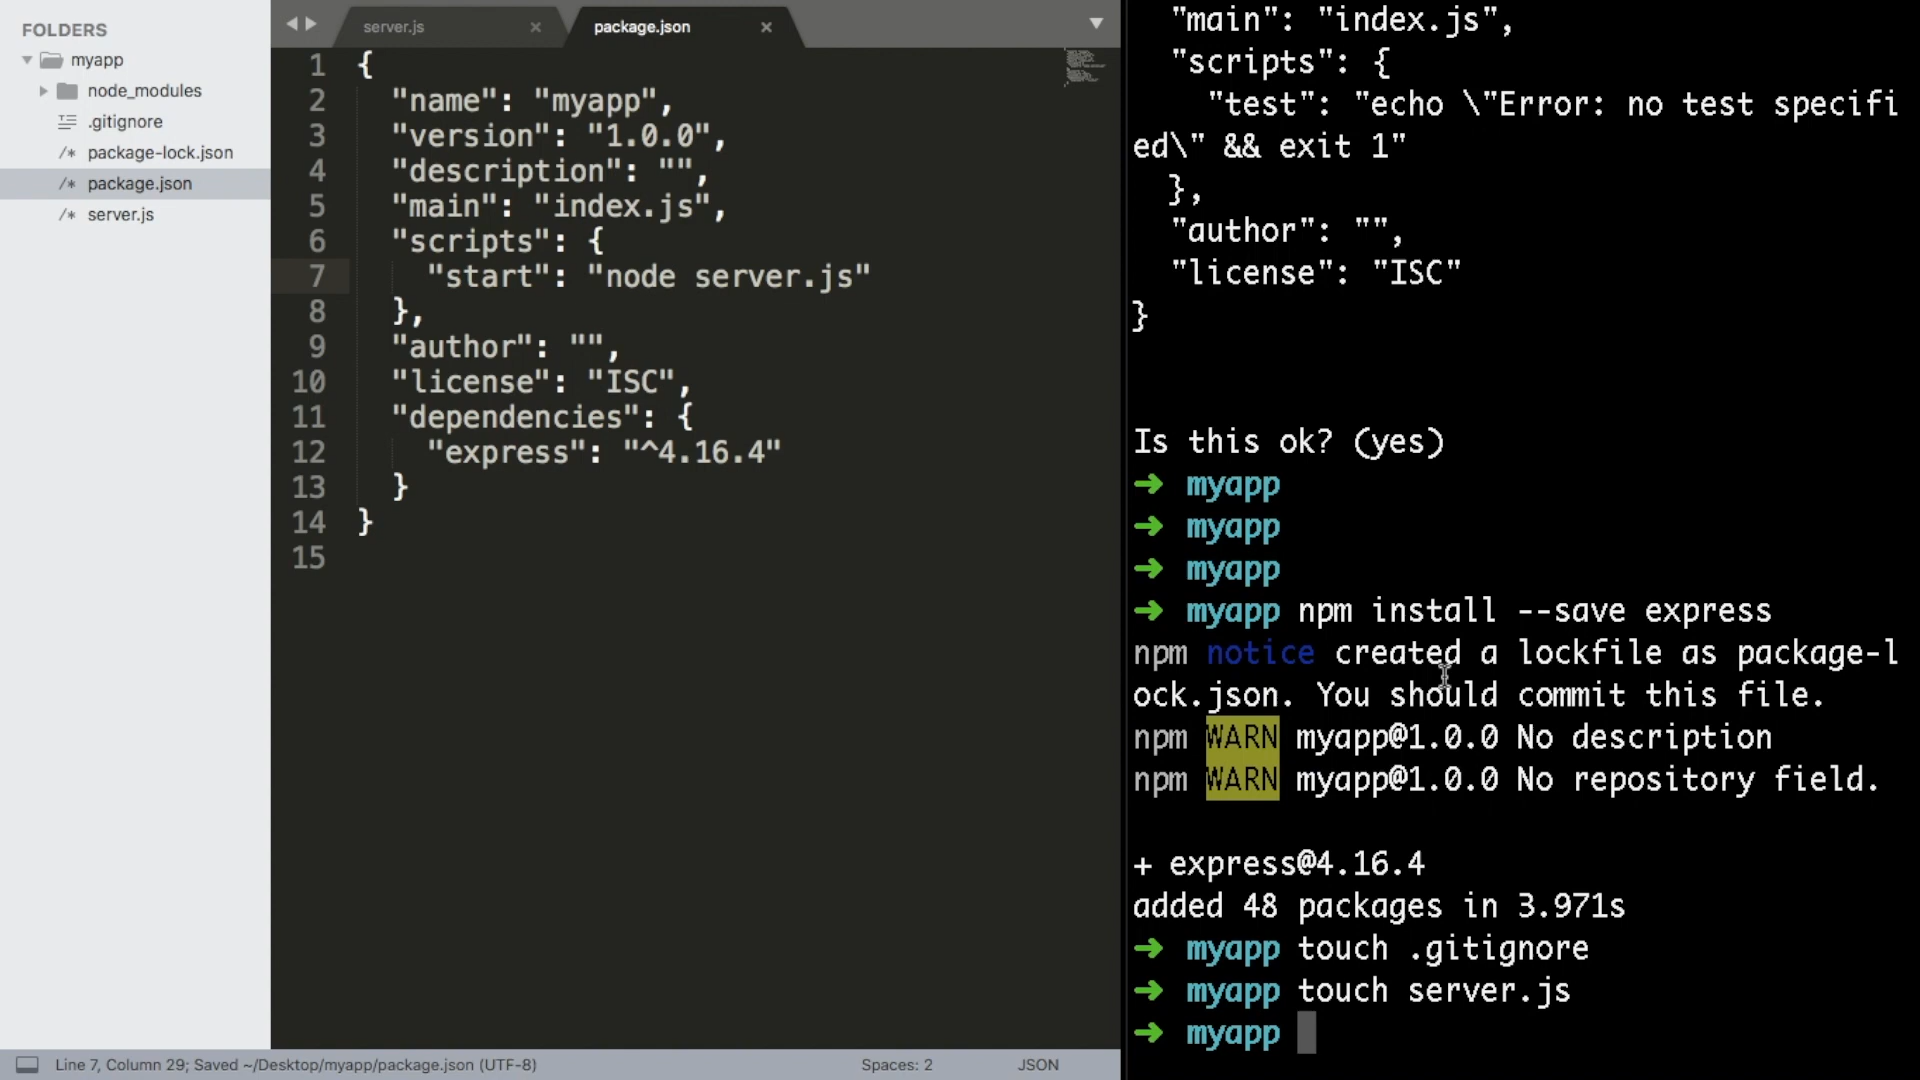 FOLDERS
myapp
node_modules
.gitignore
/* package-lock.json
/* package.json
/* server.js
server.js ×
package.json ×
1 {
2 "name": "myapp",
3 "version": "1.0.0",
4 "description": "",
5 "main": "index.js",
6 "scripts": {
7 "start": "node server.js"
8 },
9 "author": "",
10 "license": "ISC",
11 "dependencies": {
12 "express": "^4.16.4"
13 }
14 }
15
Line 7, Column 29; Saved ~/Desktop/myapp/package.json (UTF-8)
Spaces: 2
JSON
"main": "index.js",
"scripts": {
"test": "echo \"Error: no test specifi
ed\" && exit 1"
},
"author": "",
"license": "ISC"
}
Is this ok? (yes)
➜ myapp
➜ myapp
➜ myapp
➜ myapp npm install --save express
npm notice created a lockfile as package-l
ock.json. You should commit this file.
npm WARN myapp@1.0.0 No description
npm WARN myapp@1.0.0 No repository field.
+ express@4.16.4
added 48 packages in 3.971s
➜ myapp touch .gitignore
➜ myapp touch server.js
➜ myapp